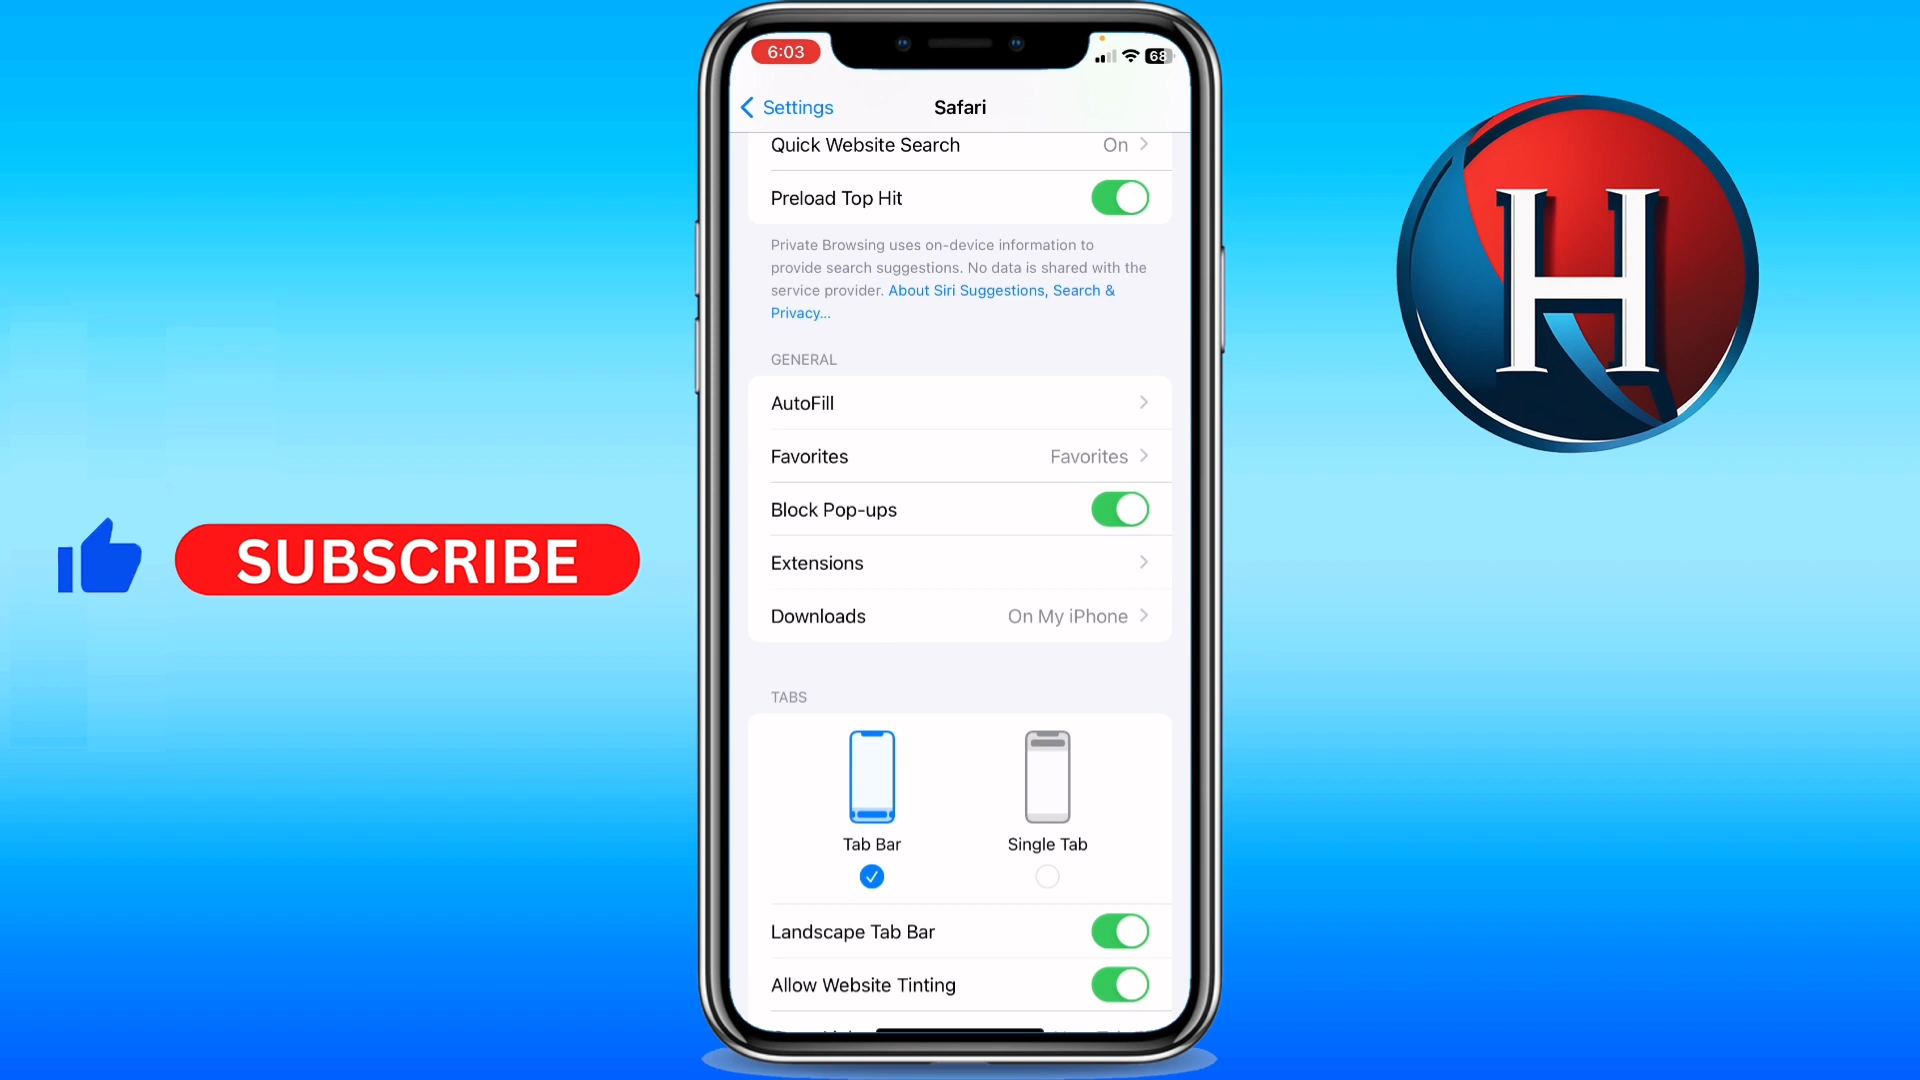 6:03
68
Settings
Safari
Quick Website Search
On
Preload Top Hit
Private Browsing uses on-device information to
provide search suggestions. No data is shared with the
service provider. About Siri Suggestions, Search &
Privacy...
GENERAL
AutoFill
Favorites
Favorites
Block Pop-ups
Extensions
Downloads
On My iPhone
TABS
Tab Bar
Single Tab
Landscape Tab Bar
Allow Website Tinting
SUBSCRIBE
H